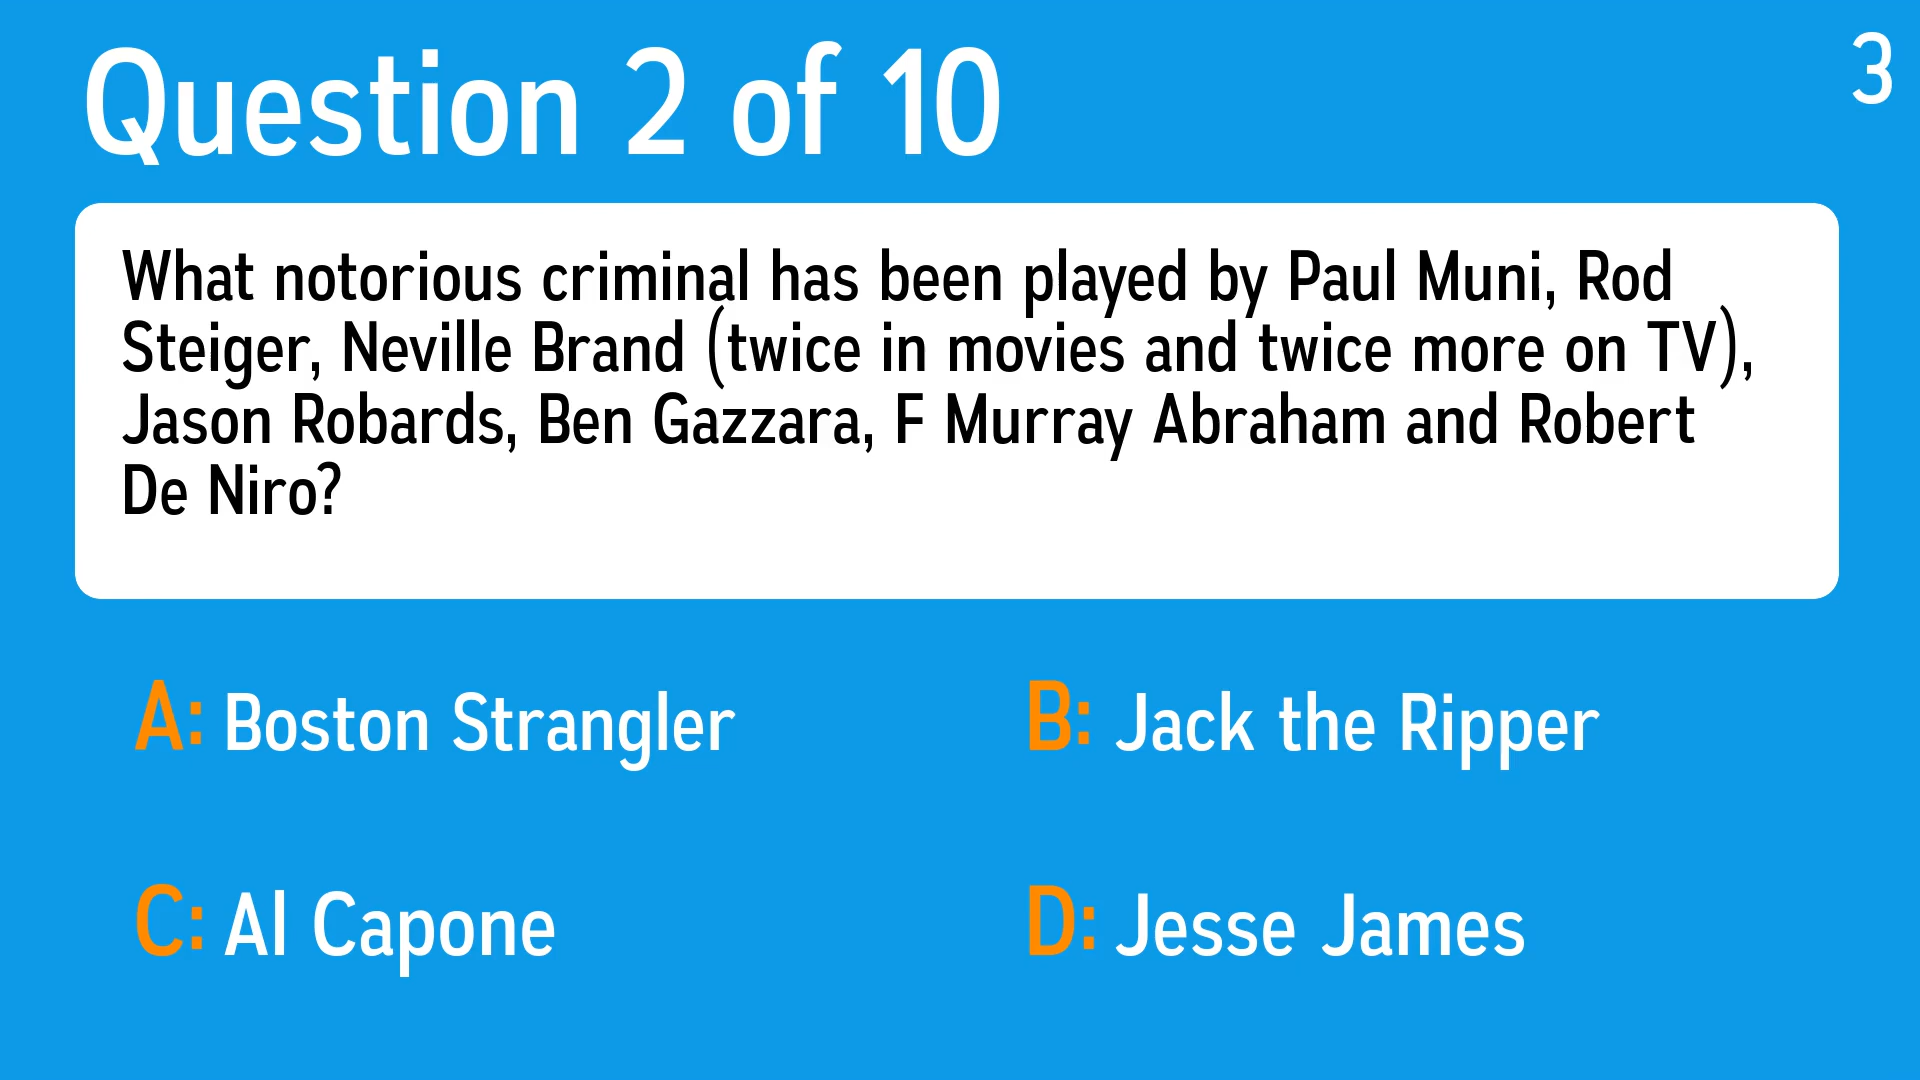 Question 2 of 10
3
What notorious criminal has been played by Paul Muni, Rod
Steiger, Neville Brand (twice in movies and twice more on TV),
Jason Robards, Ben Gazzara, F Murray Abraham and Robert
De Niro?
A: Boston Strangler
B: Jack the Ripper
C: Al Capone
D: Jesse James